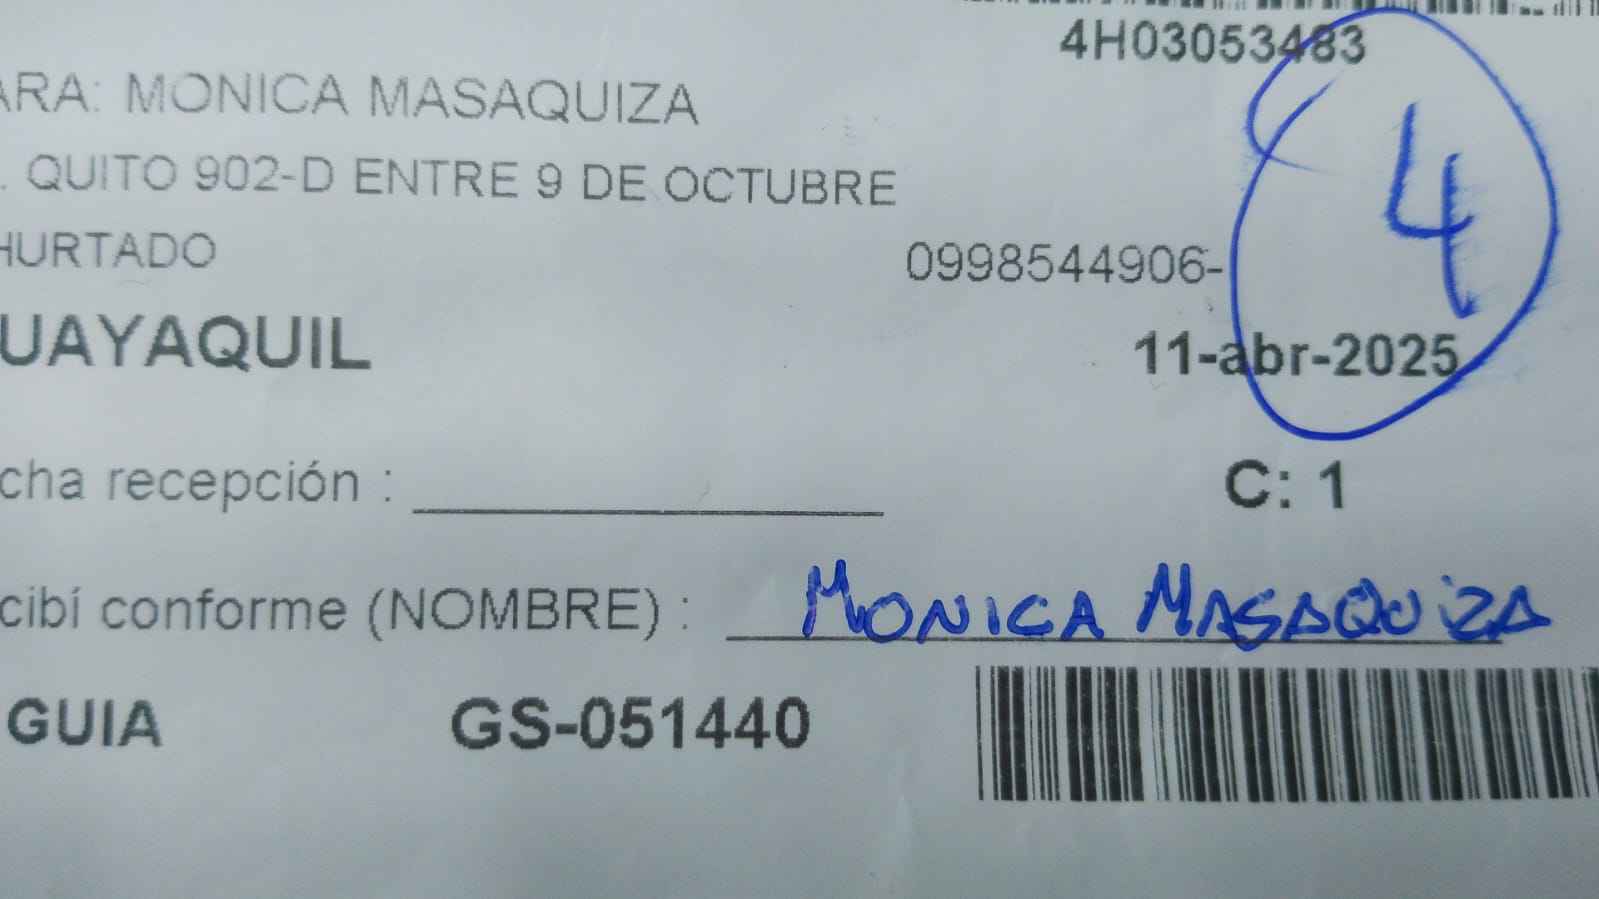 4H03053483
ARA: MONICA MASAQUIZA
. QUITO 902-D ENTRE 9 DE OCTUBRE
HURTADO
0998544906-
4
UAYAQUIL
11-abr-2025
cha recepción :
C: 1
cibí conforme (NOMBRE) : MONICA MASAQUIZA
GUIA GS-051440